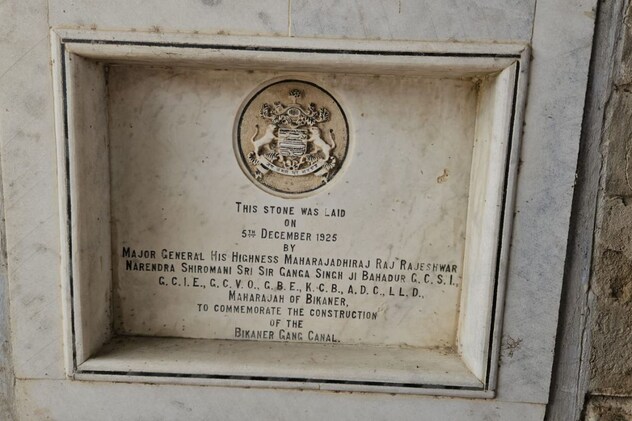 THIS STONE WAS LAID
ON
5TH DECEMBER 1925
BY
MAJOR GENERAL HIS HIGHNESS MAHARAJADHIRAJ RAJ RAJESHWAR
NARENDRA SHIROMANI SRI SIR GANGA SINGH JI BAHADUR G.C.S.I.,
G.C.I.E., G.C.V.O., G.B.E., K.C.B., A.D.C., LL.D.,
MAHARAJAH OF BIKANER,
TO COMMEMORATE THE CONSTRUCTION
OF THE
BIKANER GANG CANAL.